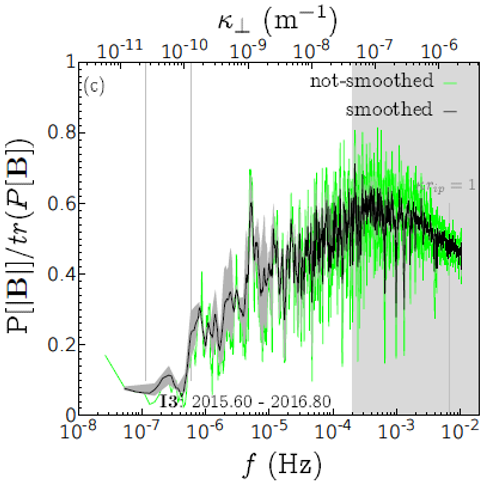 κ⊥ (m⁻¹)
10⁻¹¹ 10⁻¹⁰ 10⁻⁹ 10⁻⁸ 10⁻⁷ 10⁻⁶
1
(c)
not-smoothed
smoothed
0.8
0.6
0.4
0.2
0
P[|B|]/tr(P[B])
r_ip = 1
I3: 2015.60 - 2016.80
10⁻⁸ 10⁻⁷ 10⁻⁶ 10⁻⁵ 10⁻⁴ 10⁻³ 10⁻²
f (Hz)